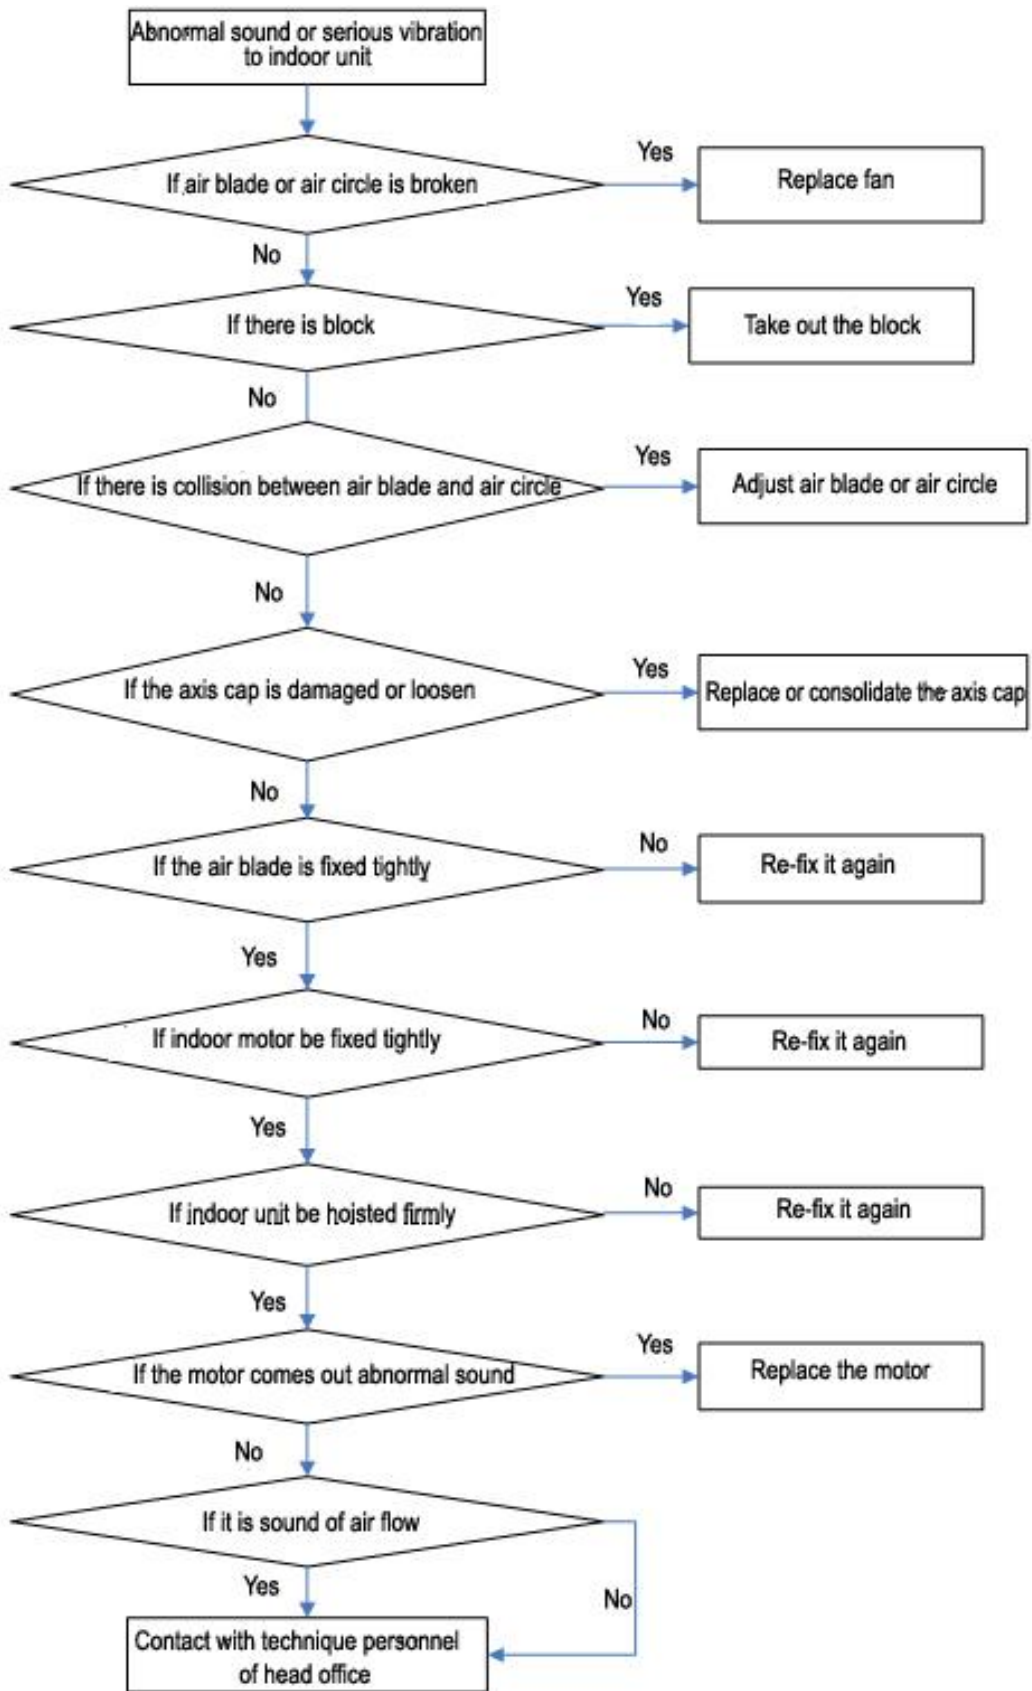 Abnormal sound or serious vibration
to indoor unit
If air blade or air circle is broken
Yes
Replace fan
No
If there is block
Yes
Take out the block
No
If there is collision between air blade and air circle
Yes
Adjust air blade or air circle
No
If the axis cap is damaged or loosen
Yes
Replace or consolidate the axis cap
No
If the air blade is fixed tightly
No
Re-fix it again
Yes
If indoor motor be fixed tightly
No
Re-fix it again
Yes
If indoor unit be hoisted firmly
No
Re-fix it again
Yes
If the motor comes out abnormal sound
Yes
Replace the motor
No
If it is sound of air flow
Yes
No
Contact with technique personnel
of head office